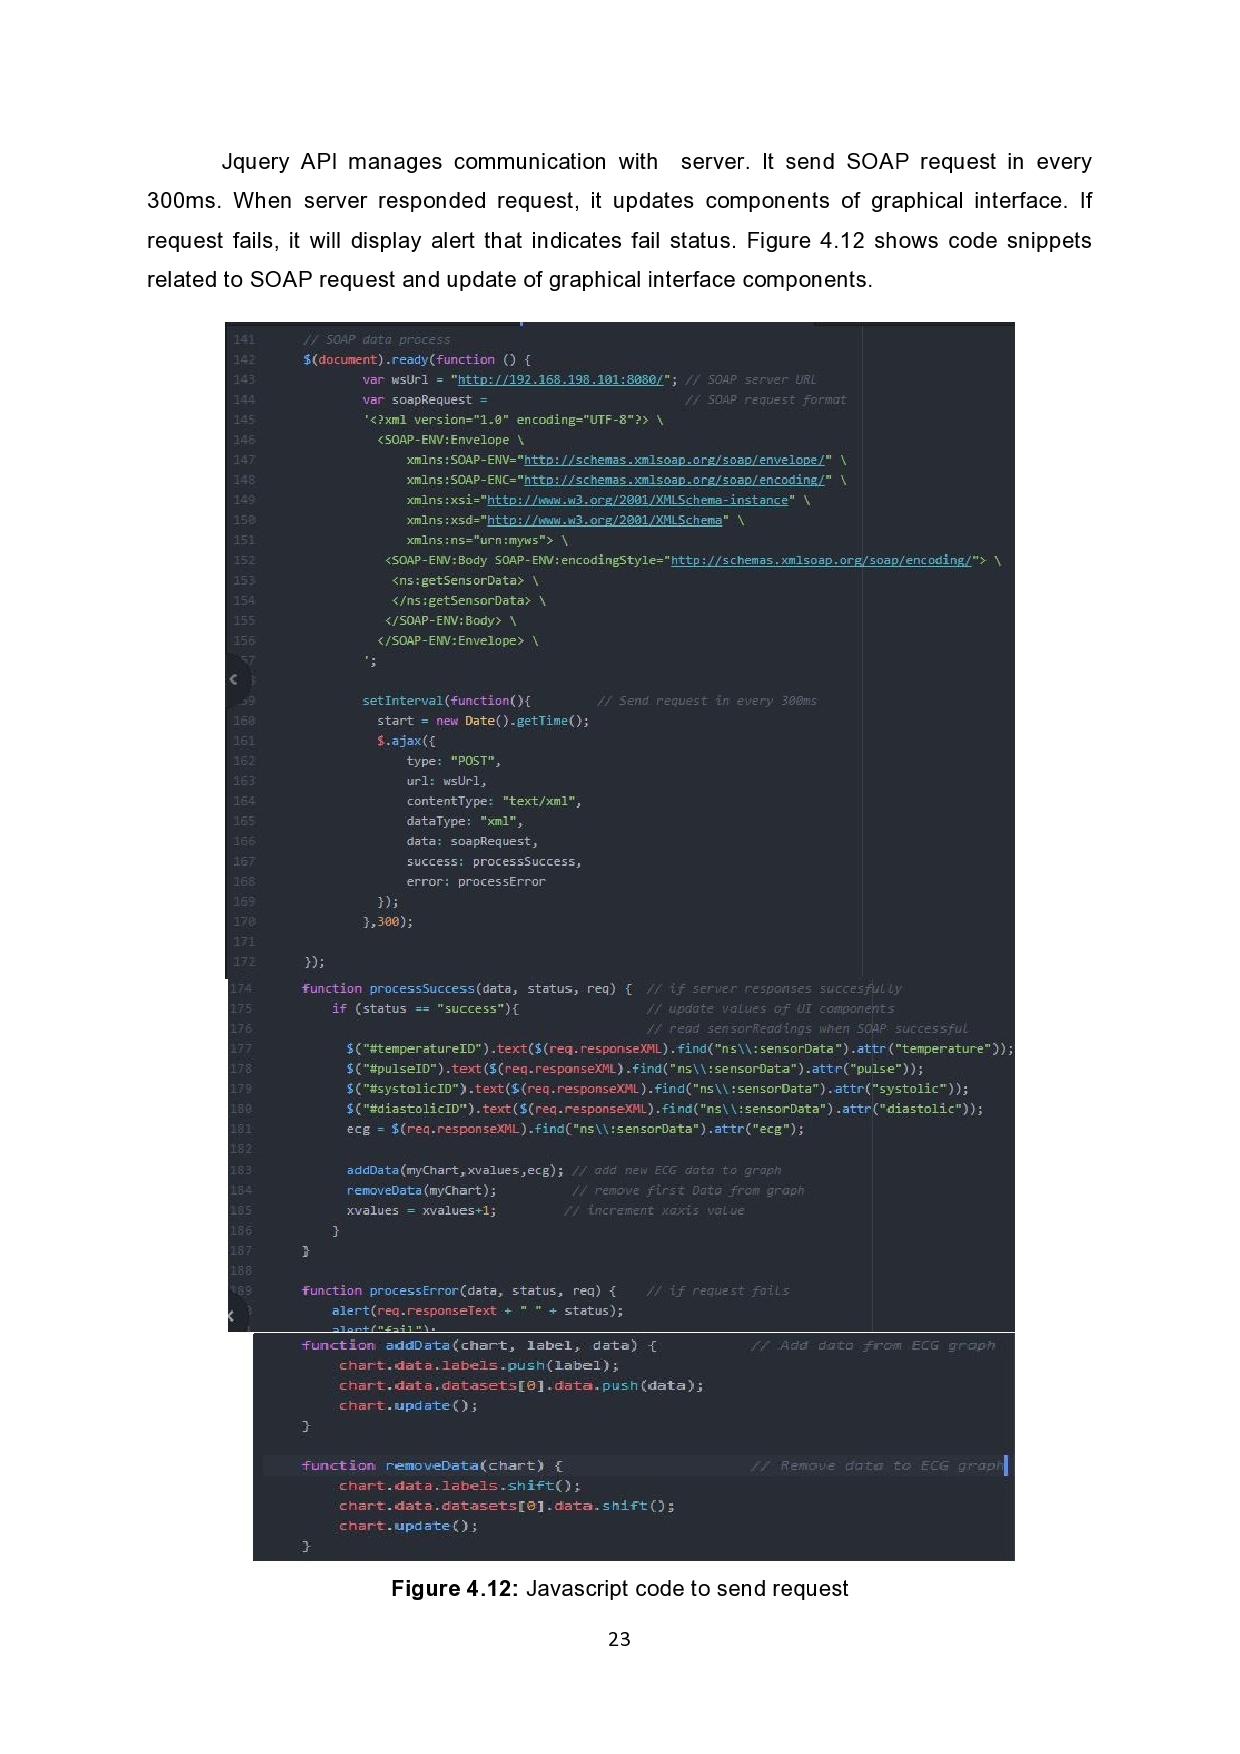 Jquery API manages communication with server. It send SOAP request in every
300ms. When server responded request, it updates components of graphical interface. If
request fails, it will display alert that indicates fail status. Figure 4.12 shows code snippets
related to SOAP request and update of graphical interface components.
141 // SOAP data process
142 $(document).ready(function () {
143 var wsUrl = "http://192.168.198.101:8080/"; // SOAP server URL
144 var soapRequest = // SOAP request format
145 '<?xml version="1.0" encoding="UTF-8"?> \
146 <SOAP-ENV:Envelope \
147 xmlns:SOAP-ENV="http://schemas.xmlsoap.org/soap/envelope/" \
148 xmlns:SOAP-ENC="http://schemas.xmlsoap.org/soap/encoding/" \
149 xmlns:xsi="http://www.w3.org/2001/XMLSchema-instance" \
150 xmlns:xsd="http://www.w3.org/2001/XMLSchema" \
151 xmlns:ns="urn:myws"> \
152 <SOAP-ENV:Body SOAP-ENV:encodingStyle="http://schemas.xmlsoap.org/soap/encoding/"> \
153 <ns:getSensorData> \
154 </ns:getSensorData> \
155 </SOAP-ENV:Body> \
156 </SOAP-ENV:Envelope> \
';
setInterval(function(){ // Send request in every 300ms
160 start = new Date().getTime();
161 $.ajax({
162 type: "POST",
163 url: wsUrl,
164 contentType: "text/xml",
165 dataType: "xml",
166 data: soapRequest,
167 success: processSuccess,
168 error: processError
169 });
170 },300);
171
172 });
174 function processSuccess(data, status, req) { // if server responses succesfully
175 if (status == "success"){ // update values of UI components
176 // read sensorReadings when SOAP successful
177 $("#temperatureID").text($(req.responseXML).find("ns\\:sensorData").attr("temperature"));
178 $("#pulseID").text($(req.responseXML).find("ns\\:sensorData").attr("pulse"));
179 $("#systolicID").text($(req.responseXML).find("ns\\:sensorData").attr("systolic"));
180 $("#diastolicID").text($(req.responseXML).find("ns\\:sensorData").attr("diastolic"));
181 ecg = $(req.responseXML).find("ns\\:sensorData").attr("ecg");
182
183 addData(myChart,xvalues,ecg); // add new ECG data to graph
184 removeData(myChart); // remove first Data from graph
185 xvalues = xvalues+1; // increment xaxis value
186 }
187 }
188
function processError(data, status, req) { // if request fails
alert(req.responseText + " " + status);
alert("fail");
function addData(chart, label, data) { // Add data from ECG graph
chart.data.labels.push(label);
chart.data.datasets[0].data.push(data);
chart.update();
}
function removeData(chart) { // Remove data to ECG graph
chart.data.labels.shift();
chart.data.datasets[0].data.shift();
chart.update();
}
Figure 4.12: Javascript code to send request
23